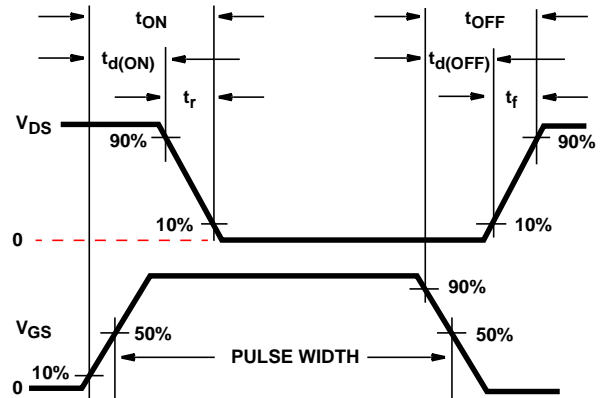 tON tOFF
td(ON) td(OFF)
tr tf
VDS
90% 90%
10% 10%
0
90%
VGS
50% PULSE WIDTH 50%
10%
0